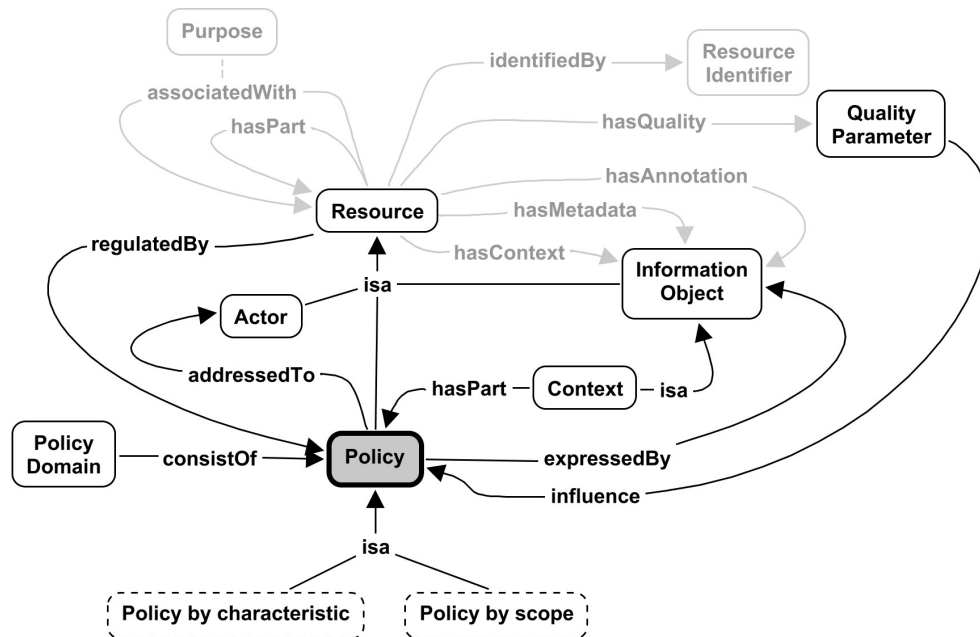 Purpose
Resource
Identifier
identifiedBy
associatedWith
hasPart
hasQuality
Quality
Parameter
hasAnnotation
Resource
hasMetadata
regulatedBy
hasContext
isa
Information
Object
Actor
addressedTo
hasPart
Context
isa
Policy
Domain
consistOf
Policy
expressedBy
influence
isa
Policy by characteristic
Policy by scope